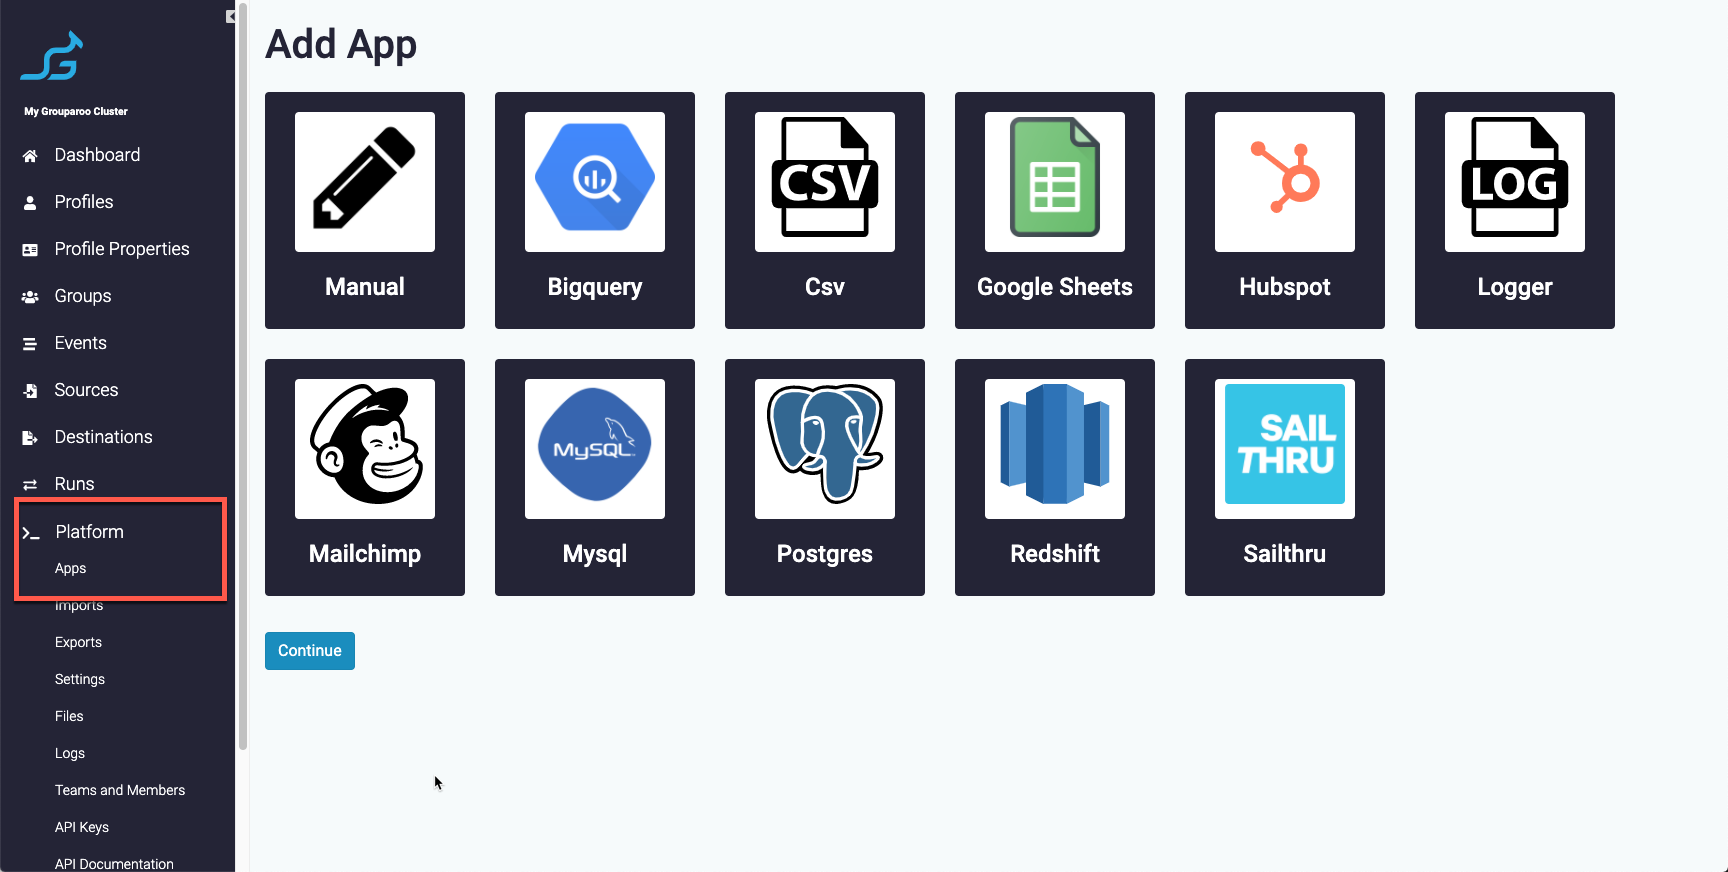 My Grouparoo Cluster
Dashboard
Profiles
Profile Properties
Groups
Events
Sources
Destinations
Runs
Platform
Apps
Imports
Exports
Settings
Files
Logs
Teams and Members
API Keys
API Documentation
Add App
Manual
Bigquery
CSV
Csv
Google Sheets
Hubspot
LOG
Logger
Mailchimp
MySQL
Mysql
Postgres
Redshift
SAIL
THRU
Sailthru
Continue